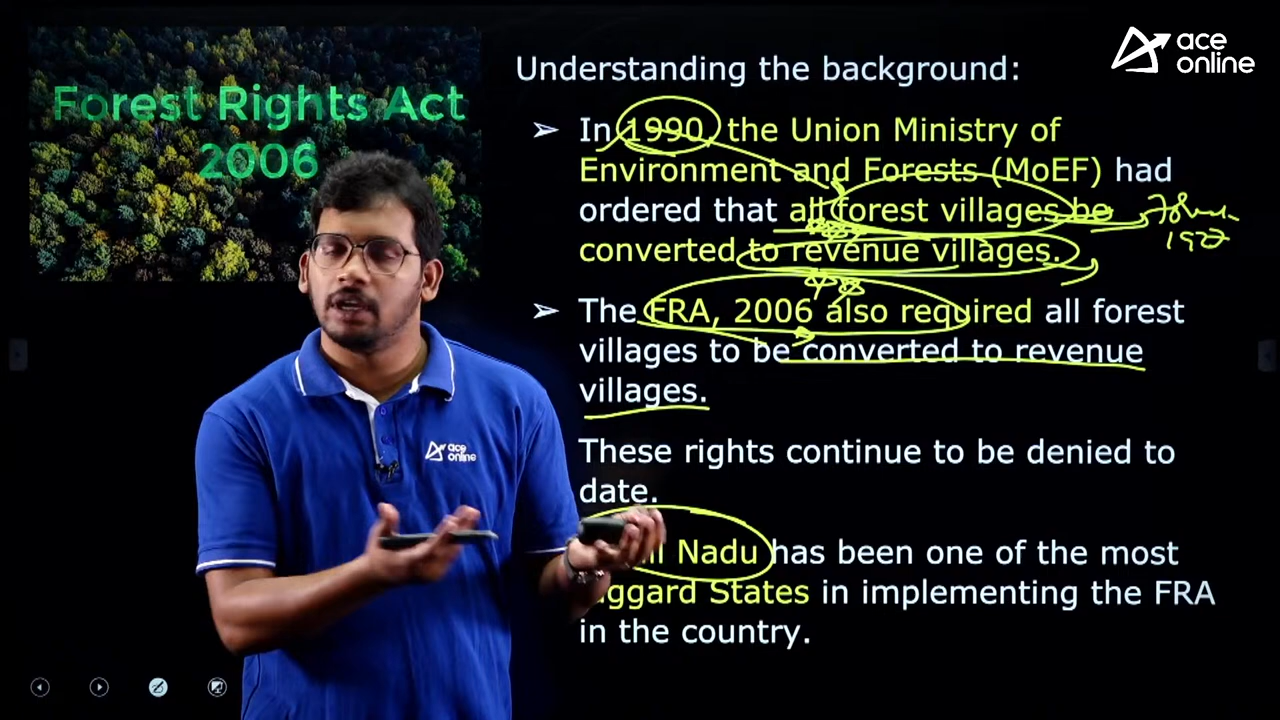 ace
online
Forest Rights Act
2006
Understanding the background:
➢ In 1990, the Union Ministry of
Environment and Forests (MoEF) had
ordered that all forest villages be
converted to revenue villages.
1927
➢ The FRA, 2006 also required all forest
villages to be converted to revenue
villages.
These rights continue to be denied to
date.
Nadu has been one of the most
States in implementing the FRA
in the country.
ace
online